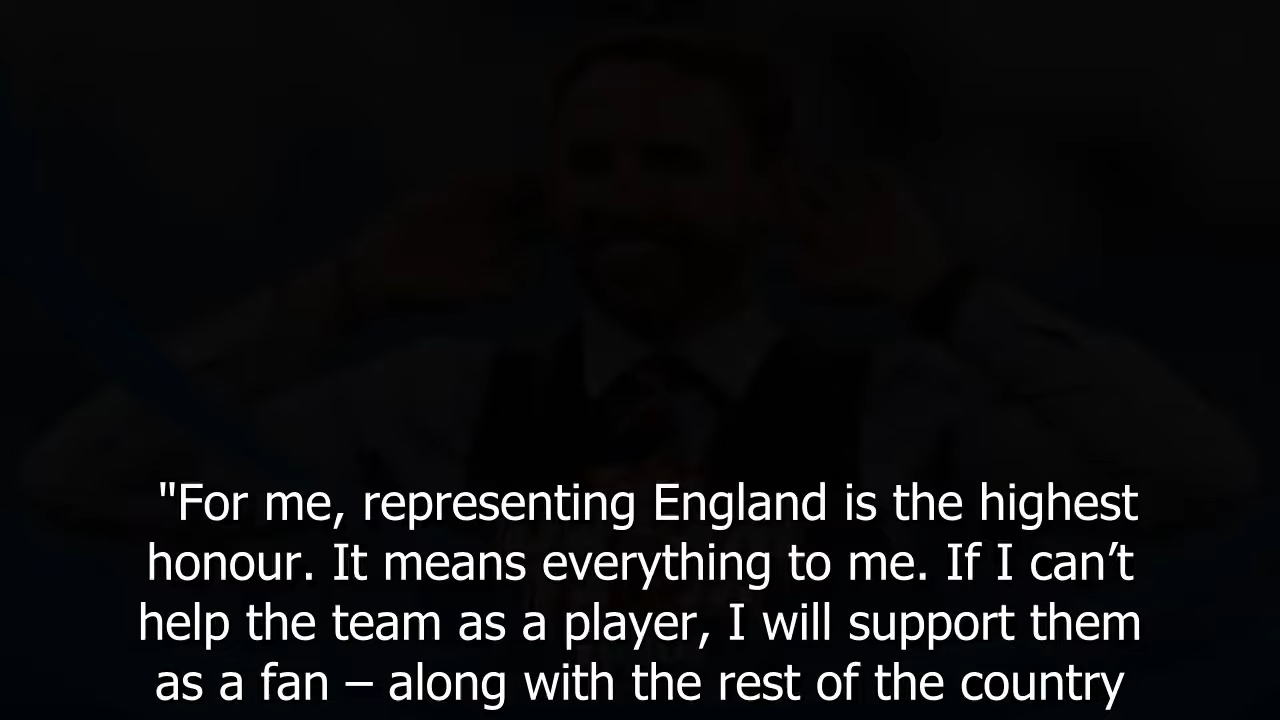 "For me, representing England is the highest
honour. It means everything to me. If I can’t
help the team as a player, I will support them
as a fan – along with the rest of the country